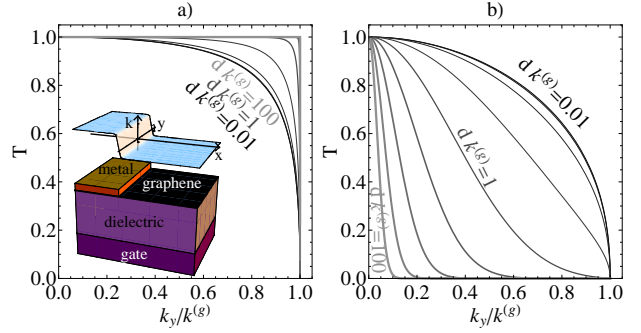 a)
1.0
0.8
0.6
0.4
0.2
0.0
T
d k^(g)=100
d k^(g)=1
d k^(g)=0.01
k
y
x
metal
graphene
dielectric
gate
0.0 0.2 0.4 0.6 0.8 1.0
k_y/k^(g)
b)
1.0
0.8
0.6
0.4
0.2
0.0
T
d k^(g)=0.01
d k^(g)=1
d k^(g)=100
0.0 0.2 0.4 0.6 0.8 1.0
k_y/k^(g)